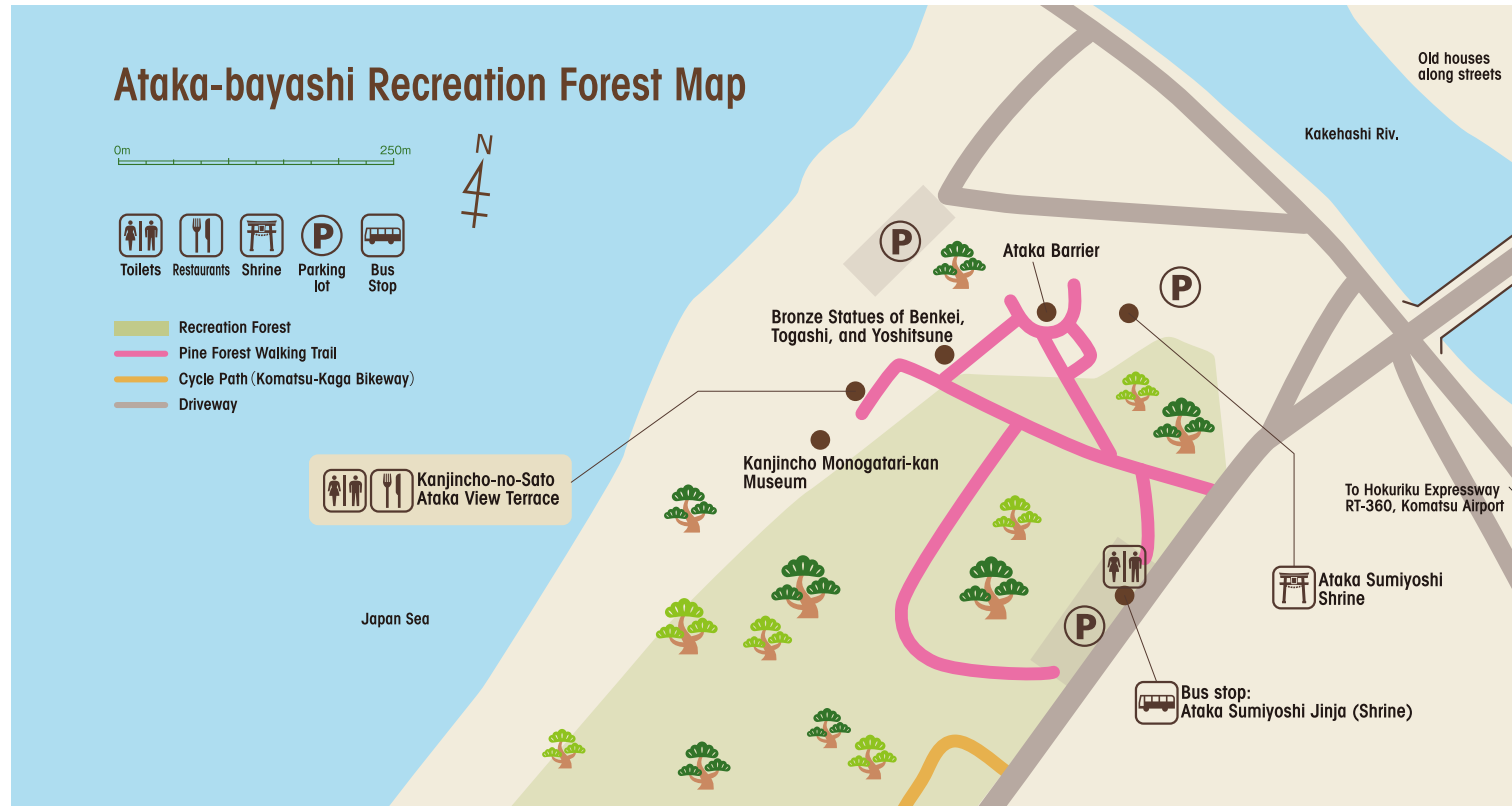 Ataka-bayashi Recreation Forest Map
0m 250m
N
Toilets
Restaurants
Shrine
P
Parking
lot
Bus
Stop
Recreation Forest
Pine Forest Walking Trail
Cycle Path (Komatsu-Kaga Bikeway)
Driveway
Old houses
along streets
Kakehashi Riv.
P
Ataka Barrier
P
Bronze Statues of Benkei,
Togashi, and Yoshitsune
Kanjincho Monogatari-kan
Museum
Kanjincho-no-Sato
Ataka View Terrace
To Hokuriku Expressway
RT-360, Komatsu Airport
Ataka Sumiyoshi
Shrine
Japan Sea
P
Bus stop:
Ataka Sumiyoshi Jinja (Shrine)